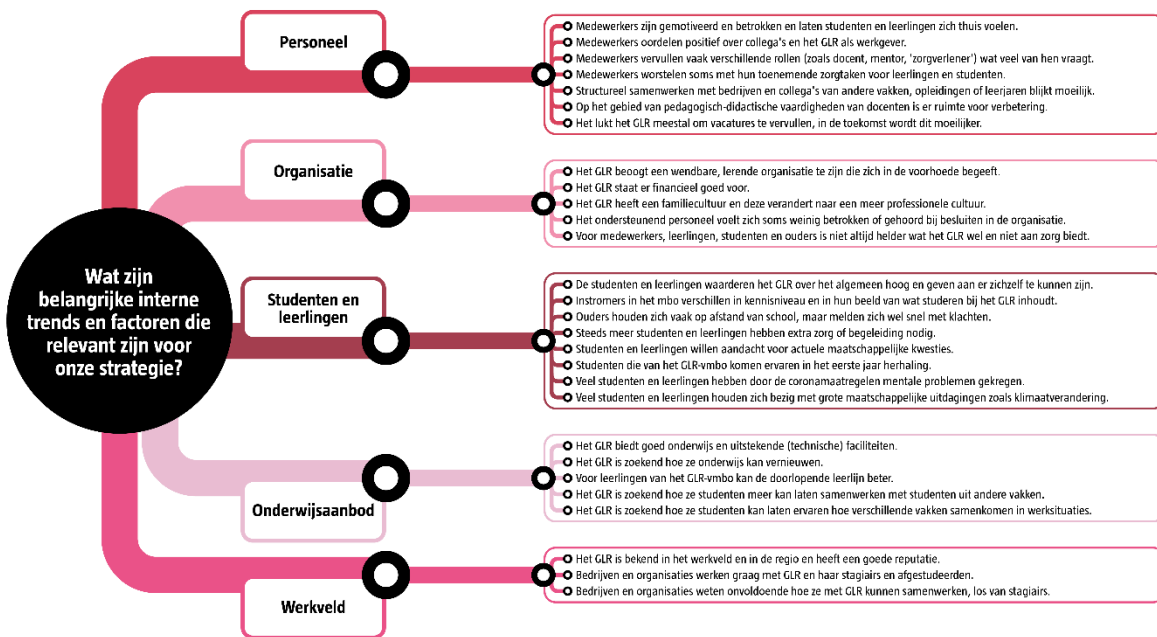 Wat zijn
belangrijke interne
trends en factoren die
relevant zijn voor
onze strategie?
Personeel
Medewerkers zijn gemotiveerd en betrokken en laten studenten en leerlingen zich thuis voelen.
Medewerkers oordelen positief over collega's en het GLR als werkgever.
Medewerkers vervullen vaak verschillende rollen (zoals docent, mentor, 'zorgverlener') wat veel van hen vraagt.
Medewerkers worstelen soms met hun toenemende zorgtaken voor leerlingen en studenten.
Structureel samenwerken met bedrijven en collega's van andere vakken, opleidingen of leerjaren blijkt moeilijk.
Op het gebied van pedagogisch-didactische vaardigheden van docenten is er ruimte voor verbetering.
Het lukt het GLR meestal om vacatures te vervullen, in de toekomst wordt dit moeilijker.
Organisatie
Het GLR beoogt een wendbare, lerende organisatie te zijn die zich in de voorhoede begeeft.
Het GLR staat er financieel goed voor.
Het GLR heeft een familiecultuur en deze verandert naar een meer professionele cultuur.
Het ondersteunend personeel voelt zich soms weinig betrokken of gehoord bij besluiten in de organisatie.
Voor medewerkers, leerlingen, studenten en ouders is niet altijd helder wat het GLR wel en niet aan zorg biedt.
Studenten en
leerlingen
De studenten en leerlingen waarderen het GLR over het algemeen hoog en geven aan er zichzelf te kunnen zijn.
Instromers in het mbo verschillen in kennisniveau en in hun beeld van wat studeren bij het GLR inhoudt.
Ouders houden zich vaak op afstand van school, maar melden zich wel snel met klachten.
Steeds meer studenten en leerlingen hebben extra zorg of begeleiding nodig.
Studenten en leerlingen willen aandacht voor actuele maatschappelijke kwesties.
Studenten die van het GLR-vmbo komen ervaren in het eerste jaar herhaling.
Veel studenten en leerlingen hebben door de coronamaatregelen mentale problemen gekregen.
Veel studenten en leerlingen houden zich bezig met grote maatschappelijke uitdagingen zoals klimaatverandering.
Onderwijsaanbod
Het GLR biedt goed onderwijs en uitstekende (technische) faciliteiten.
Het GLR is zoekend hoe ze onderwijs kan vernieuwen.
Voor leerlingen van het GLR-vmbo kan de doorlopende leerlijn beter.
Het GLR is zoekend hoe ze studenten meer kan laten samenwerken met studenten uit andere vakken.
Het GLR is zoekend hoe ze studenten kan laten ervaren hoe verschillende vakken samenkomen in werksituaties.
Werkveld
Het GLR is bekend in het werkveld en in de regio en heeft een goede reputatie.
Bedrijven en organisaties werken graag met GLR en haar stagiairs en afgestudeerden.
Bedrijven en organisaties weten onvoldoende hoe ze met GLR kunnen samenwerken, los van stagiairs.